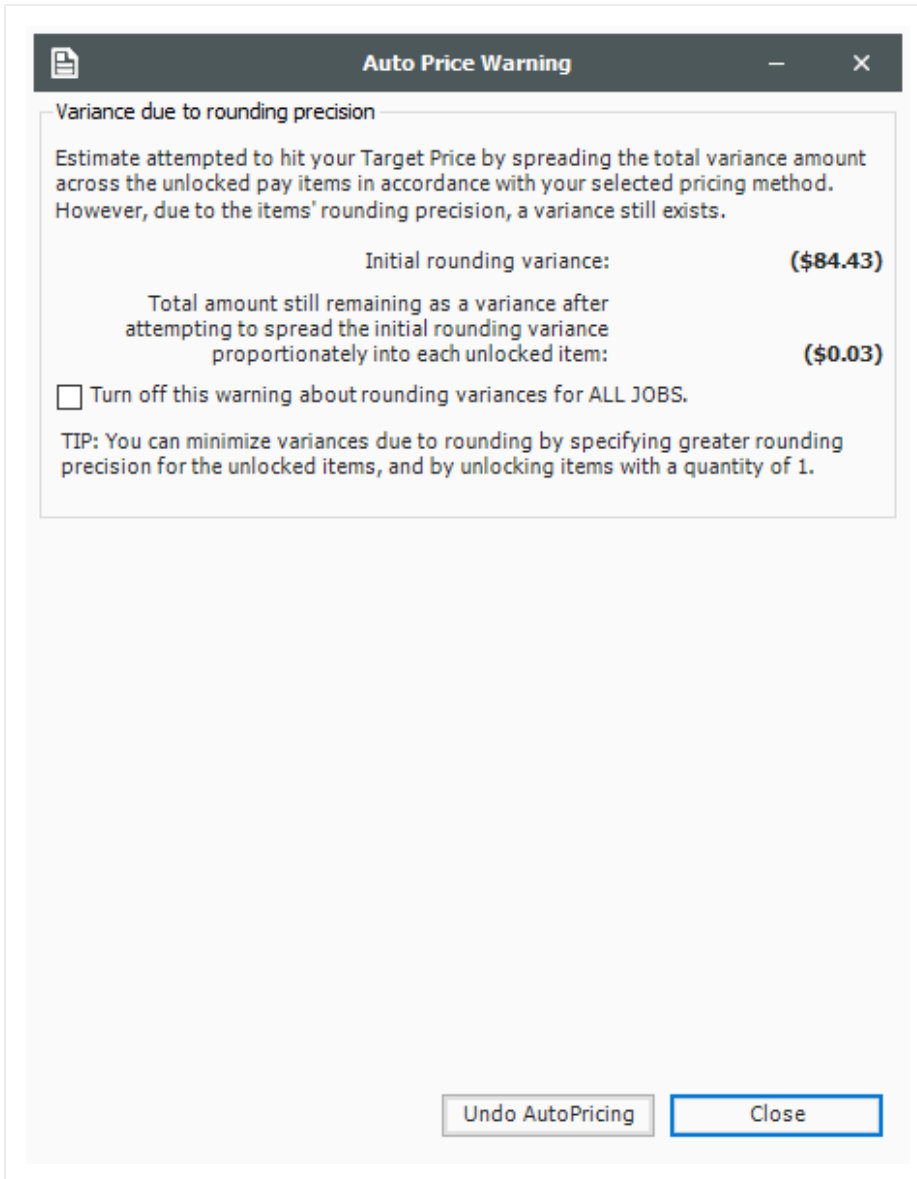 Auto Price Warning
Variance due to rounding precision
Estimate attempted to hit your Target Price by spreading the total variance amount
across the unlocked pay items in accordance with your selected pricing method.
However, due to the items' rounding precision, a variance still exists.
Initial rounding variance: ($84.43)
Total amount still remaining as a variance after
attempting to spread the initial rounding variance
proportionately into each unlocked item: ($0.03)
Turn off this warning about rounding variances for ALL JOBS.
TIP: You can minimize variances due to rounding by specifying greater rounding
precision for the unlocked items, and by unlocking items with a quantity of 1.
Undo AutoPricing Close